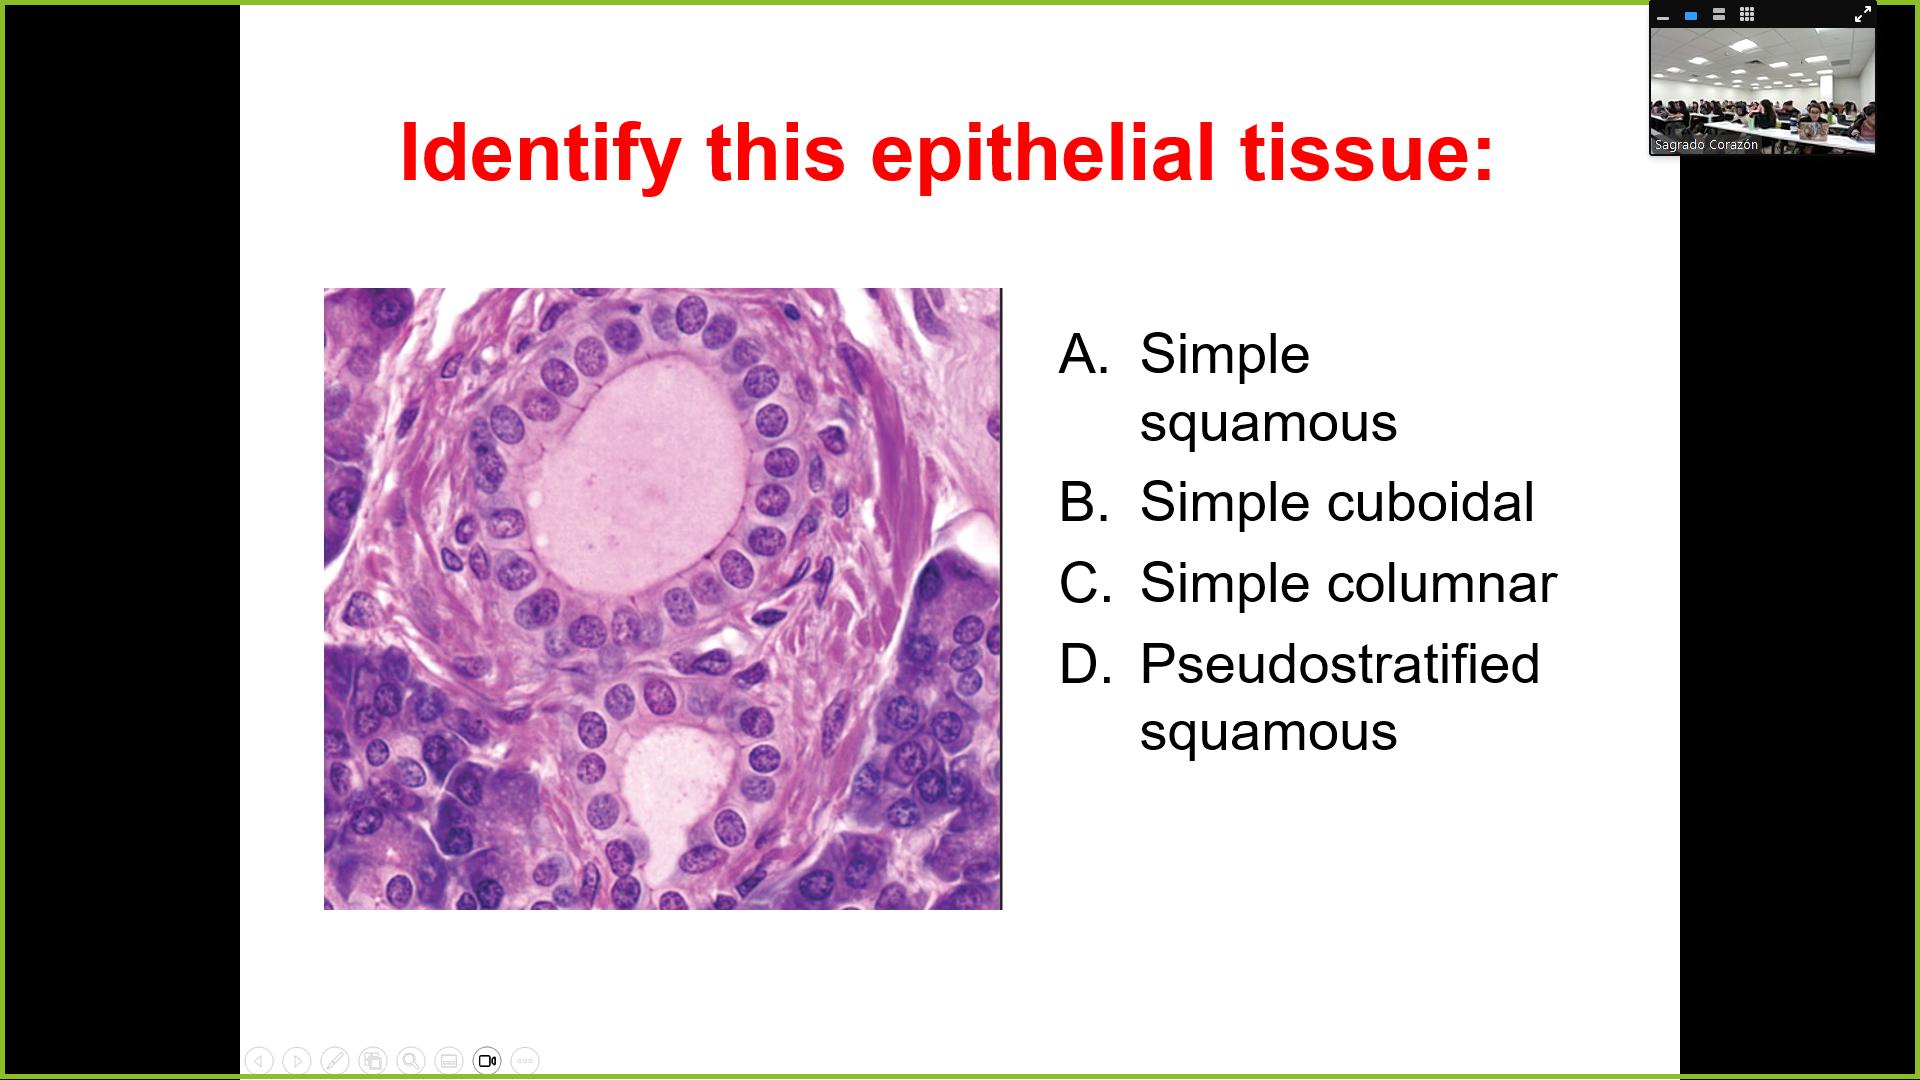 Sagrado Corazón
Identify this epithelial tissue:
A. Simple
squamous
B. Simple cuboidal
C. Simple columnar
D. Pseudostratified
squamous